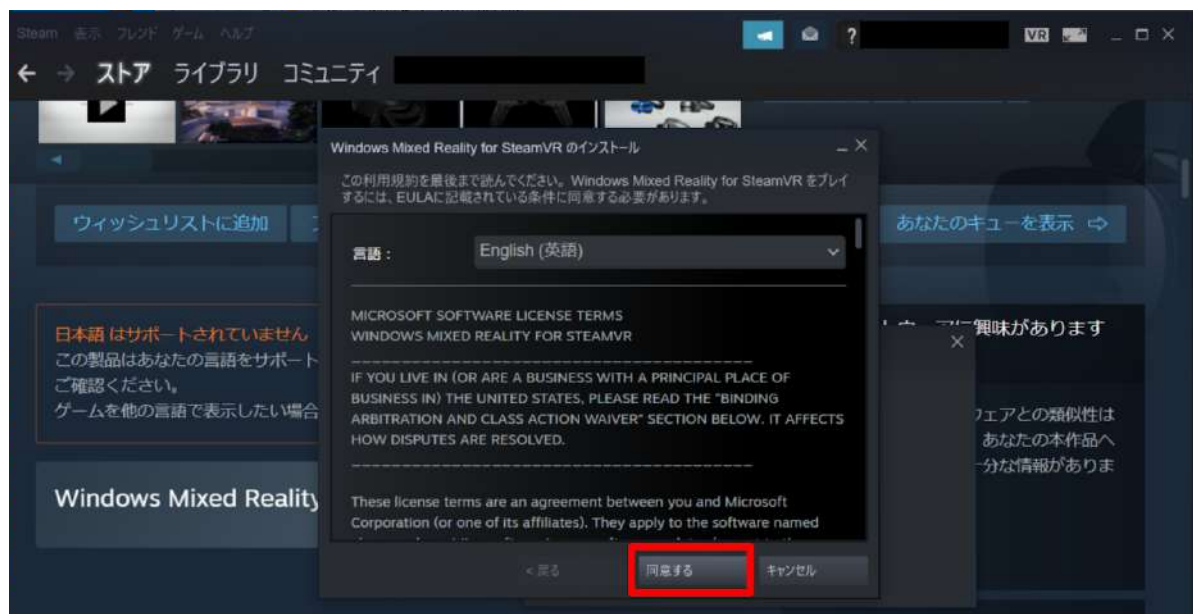 Steam 表示 フレンド ゲーム ヘルプ
?
VR
ストア ライブラリ コミュニティ
Windows Mixed Reality for SteamVR のインストール
この利用規約を最後まで読んでください。Windows Mixed Reality for SteamVR をプレイ
するには、EULAに記載されている条件に同意する必要があります。
ウィッシュリストに追加
あなたのキューを表示 ⇨
言語 :
English (英語)
MICROSOFT SOFTWARE LICENSE TERMS
WINDOWS MIXED REALITY FOR STEAMVR
IF YOU LIVE IN (OR ARE A BUSINESS WITH A PRINCIPAL PLACE OF
BUSINESS IN) THE UNITED STATES, PLEASE READ THE "BINDING
ARBITRATION AND CLASS ACTION WAIVER" SECTION BELOW. IT AFFECTS
HOW DISPUTES ARE RESOLVED.
These license terms are an agreement between you and Microsoft
Corporation (or one of its affiliates). They apply to the software named
日本語 はサポートされていません
この製品はあなたの言語をサポート
ご確認ください。
ゲームを他の言語で表示したい場合
Windows Mixed Reality
に興味があります
ウェアとの類似性は
あなたの本作品へ
分な情報がありま
< 戻る
同意する
キャンセル